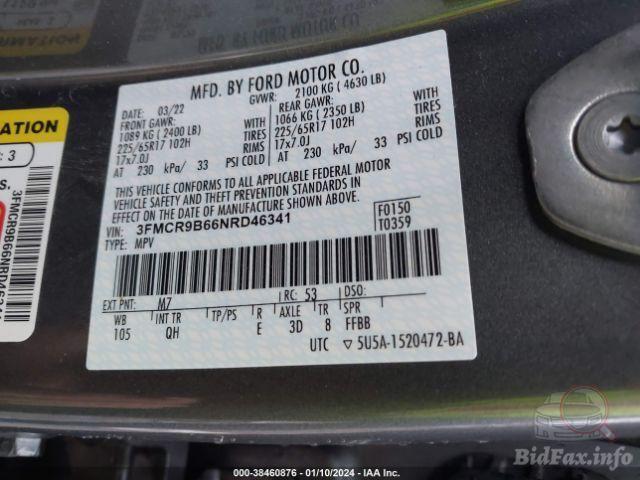 MFD. BY FORD MOTOR CO.
03/22 GVWR: 2100 KG ( 4630 LB)
FRONT GAWR: WITH REAR GAWR: WITH
1089 KG ( 2400 LB) TIRES 1066 KG ( 2350 LB) TIRES
225/65R17 102H RIMS 225/65R17 102H RIMS
17x7.0J 17x7.0J
AT 230 kPa/ 33 PSI COLD AT 230 kPa/ 33 PSI COLD
THIS VEHICLE CONFORMS TO ALL APPLICABLE FEDERAL MOTOR
VEHICLE SAFETY AND THEFT PREVENTION STANDARDS IN
EFFECT ON THE DATE OF MANUFACTURE SHOWN ABOVE.
VIN: 3FMCR9B66NRD46341 F0150
TYPE: MPV T0359
EXT PNT: M7 RC: 53 DSO:
WB INT TR TP/PS R AXLE TR SPR
105 QH E 3D 8 FFBB
UTC 5U5A-1520472-BA
3
3FMCR9B66NRD46341
000-38460876 - 01/10/2024 - IAA Inc.
BidFax.info